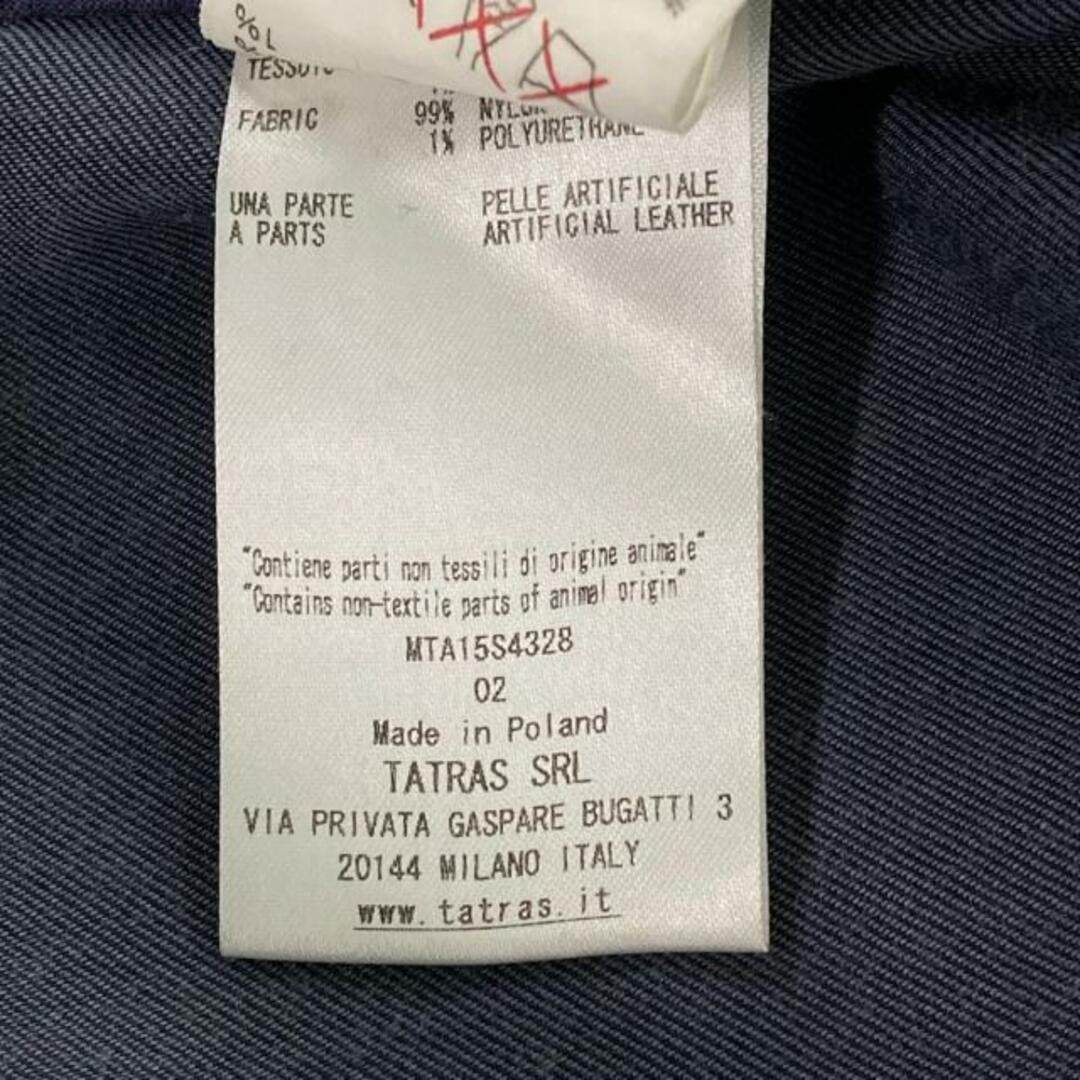 %
TESSUTO
FABRIC 99% NYLON
1% POLYURETHANE
UNA PARTE PELLE ARTIFICIALE
A PARTS ARTIFICIAL LEATHER
"Contiene parti non tessili di origine animale"
"Contains non-textile parts of animal origin"
MTA15S4328
02
Made in Poland
TATRAS SRL
VIA PRIVATA GASPARE BUGATTI 3
20144 MILANO ITALY
www.tatras.it